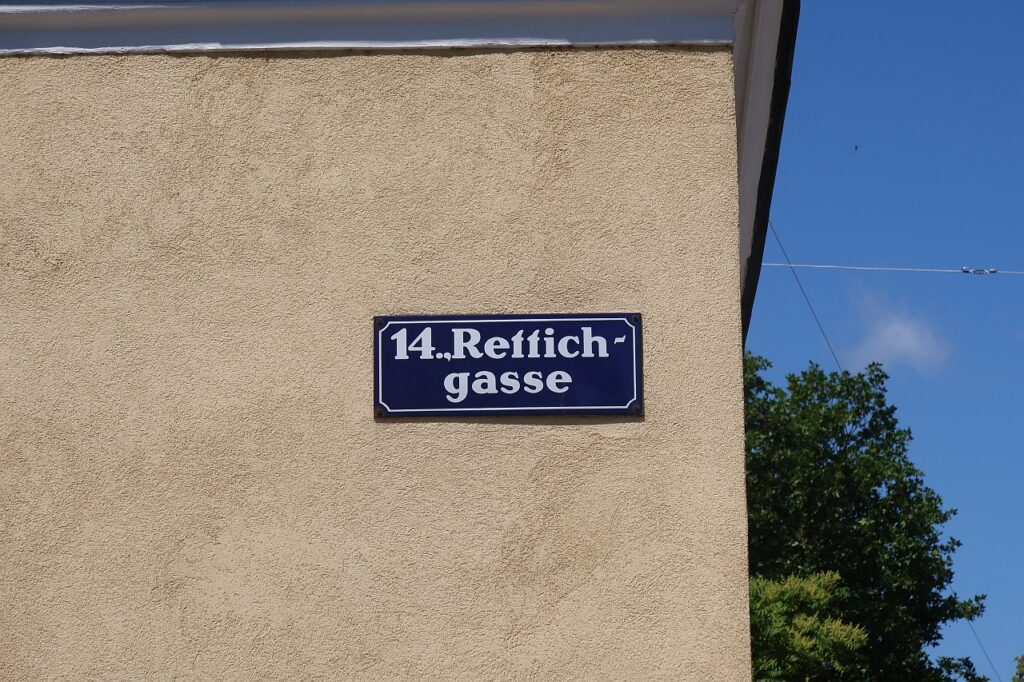 14., Rettich-
gasse